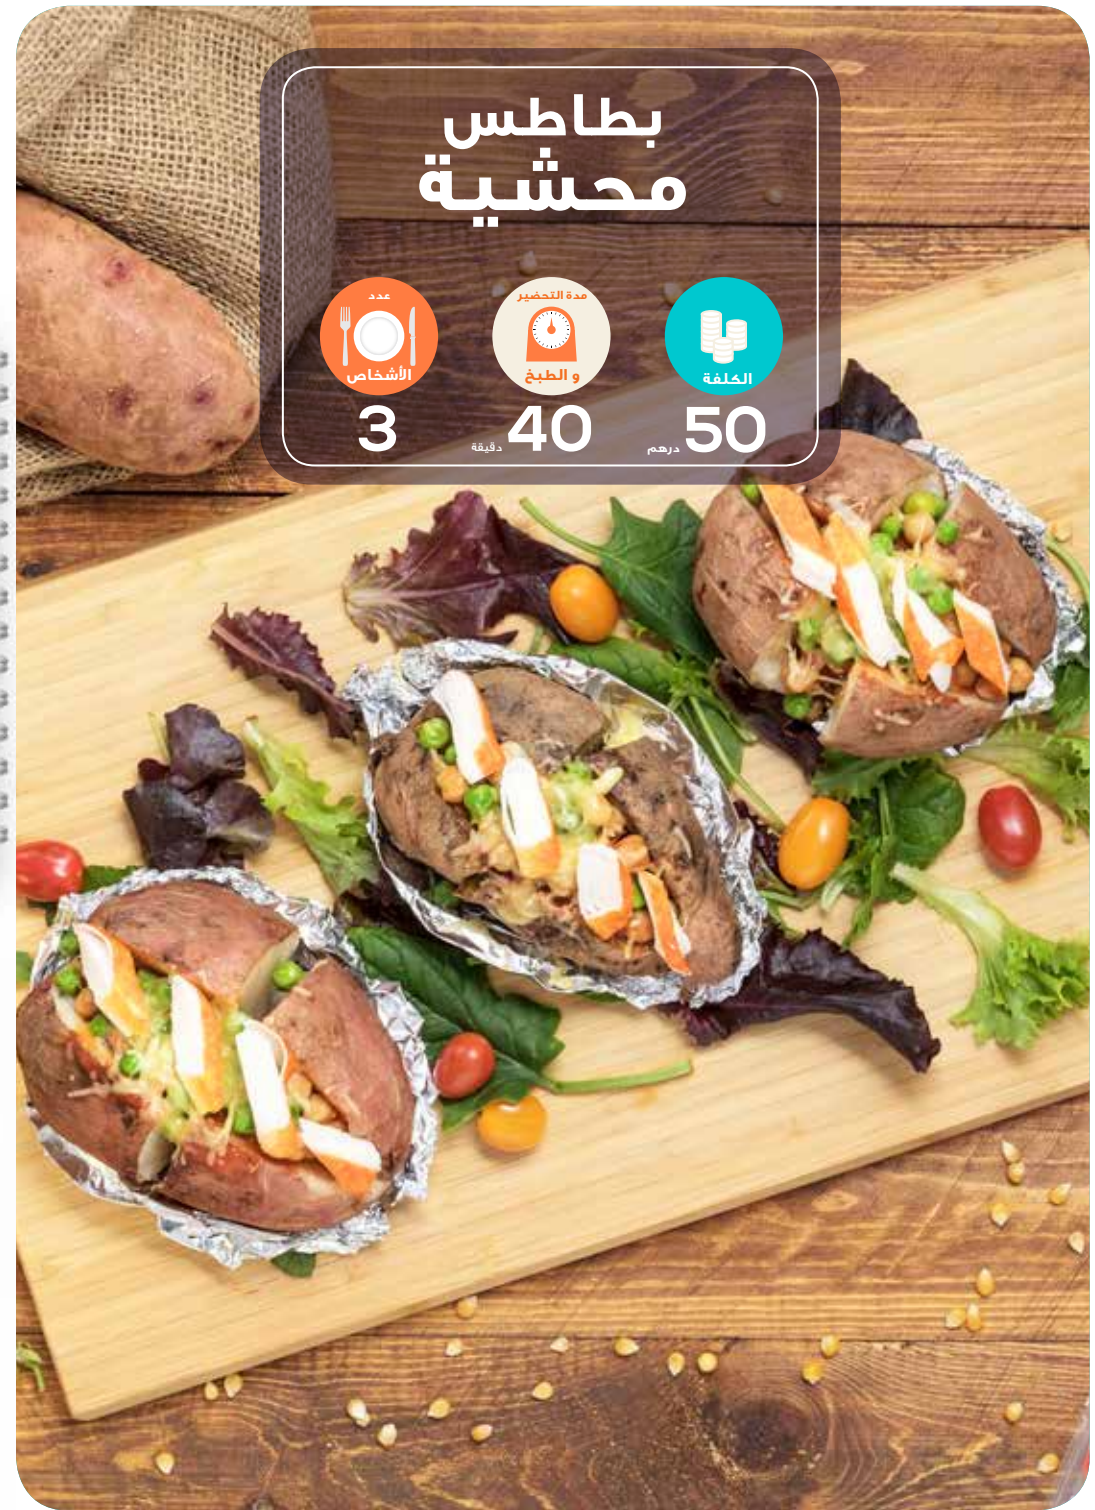 بطاطس
محشية
الكلفة
50 درهم
مدة التحضير
و الطبخ
40 دقيقة
عدد
الأشخاص
3